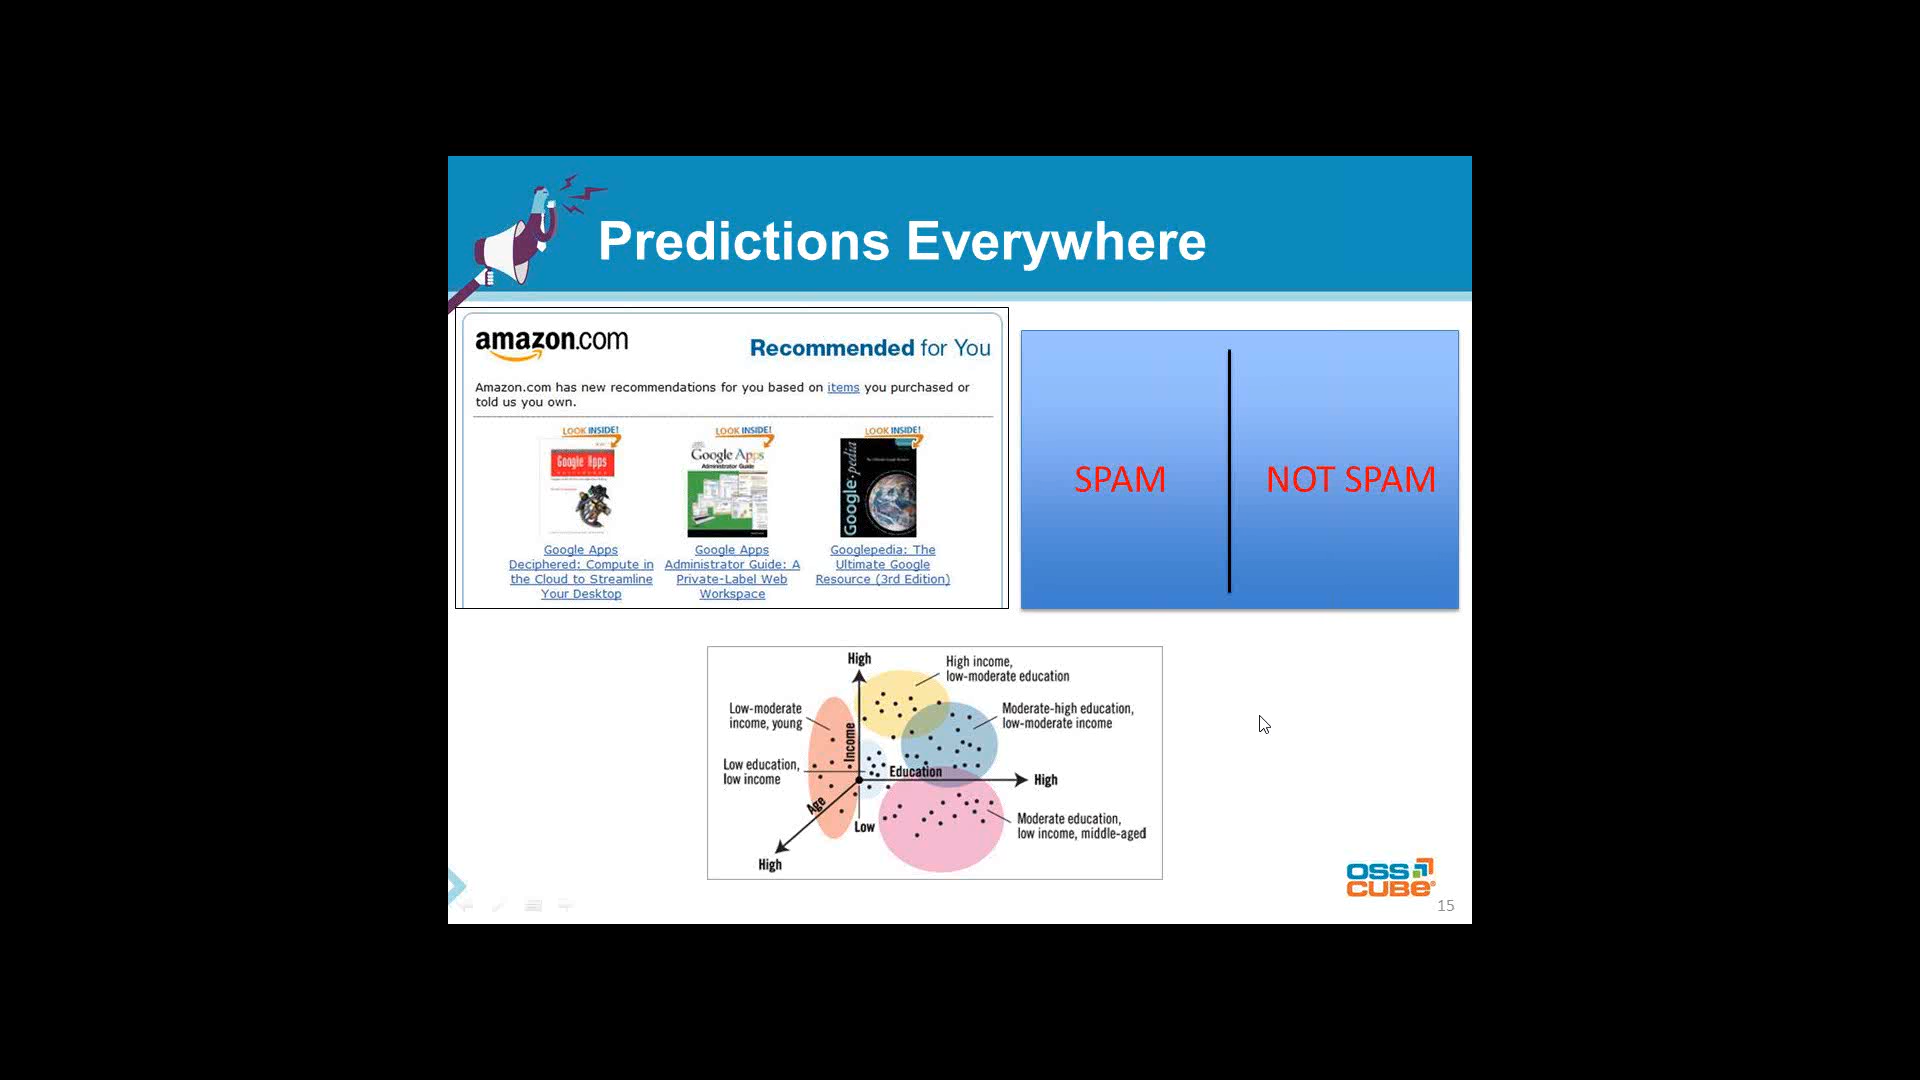 Predictions Everywhere
amazon.com
Recommended for You
Amazon.com has new recommendations for you based on items you purchased or
told us you own.
LOOK INSIDE!
LOOK INSIDE!
LOOK INSIDE!
Google Apps
Google Apps
Administrator Guide
Google·pedia
Google Apps
Deciphered: Compute in
the Cloud to Streamline
Your Desktop
Google Apps
Administrator Guide: A
Private-Label Web
Workspace
Googlepedia: The
Ultimate Google
Resource (3rd Edition)
SPAM
NOT SPAM
High
High income,
low-moderate education
Low-moderate
income, young
Moderate-high education,
low-moderate income
Income
Low education,
low income
Education
High
Age
Low
Moderate education,
low income, middle-aged
High
OSS
CUBE
15